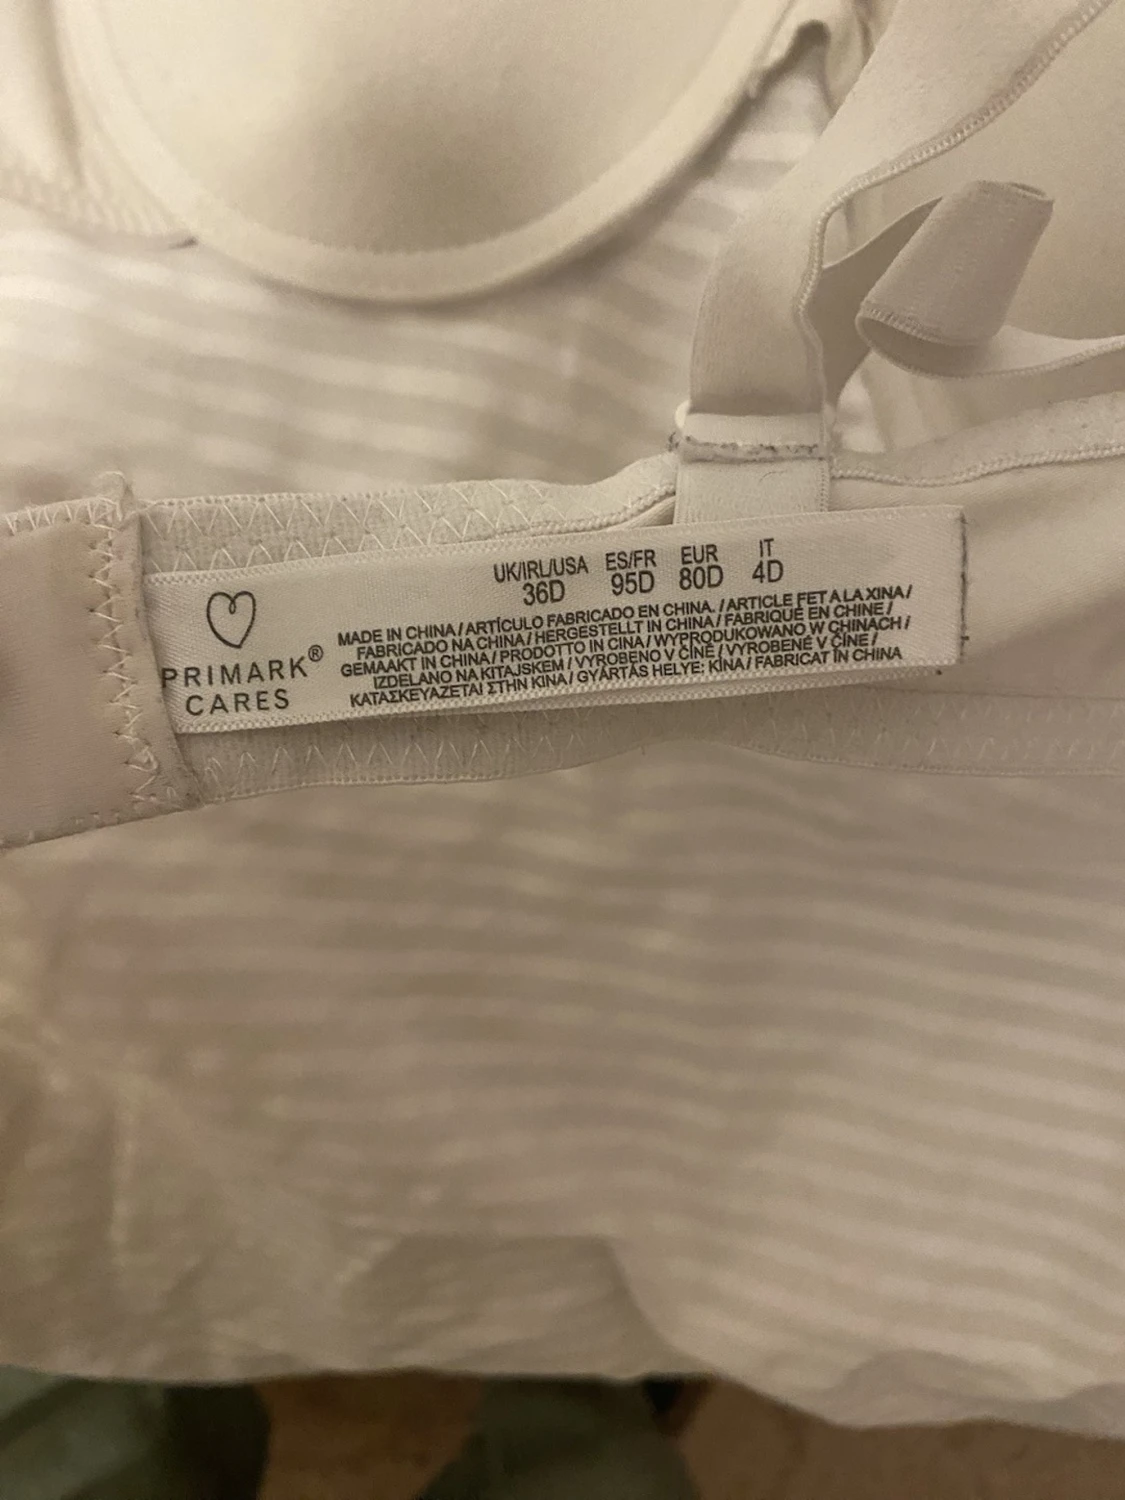 UK/IRL/USA ES/FR EUR IT
36D 95D 80D 4D
PRIMARK®
CARES
MADE IN CHINA / ARTÍCULO FABRICADO EN CHINA. / ARTICLE FET A LA XINA /
FABRICADO NA CHINA / HERGESTELLT IN CHINA / FABRIQUÉ EN CHINE /
GEMAAKT IN CHINA / PRODOTTO IN CINA / WYPRODUKOWANO W CHINACH /
IZDELANO NA KITAJSKEM / VYROBENO V ČÍNĚ / VYROBENÉ V ČÍNE /
ΚΑΤΑΣΚΕΥΑΖΕΤΑΙ ΣΤΗΝ ΚΙΝΑ / GYÁRTÁS HELYE: KÍNA / FABRICAT ÎN CHINA